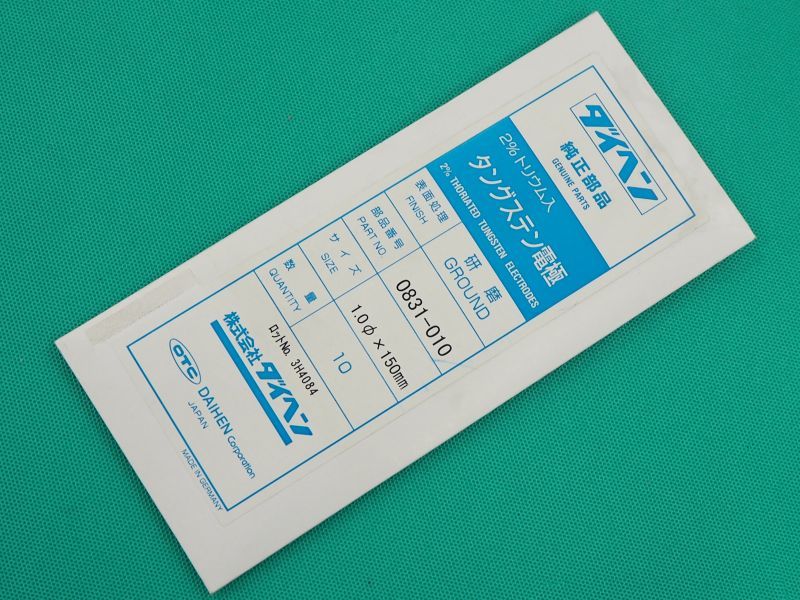 ダイヘン
純正部品
GENUINE PARTS
2%トリウム入
タングステン電極
2% THORIATED TUNGSTEN ELECTRODES
表面処理
FINISH
研磨
GROUND
部品番号
PART NO.
0831-010
サイズ
SIZE
1.0φ×150mm
数量
QUANTITY
10
ロットNo. 3H4084
株式会社ダイヘン
OTC
DAIHEN Corporation
JAPAN
MADE IN GERMANY